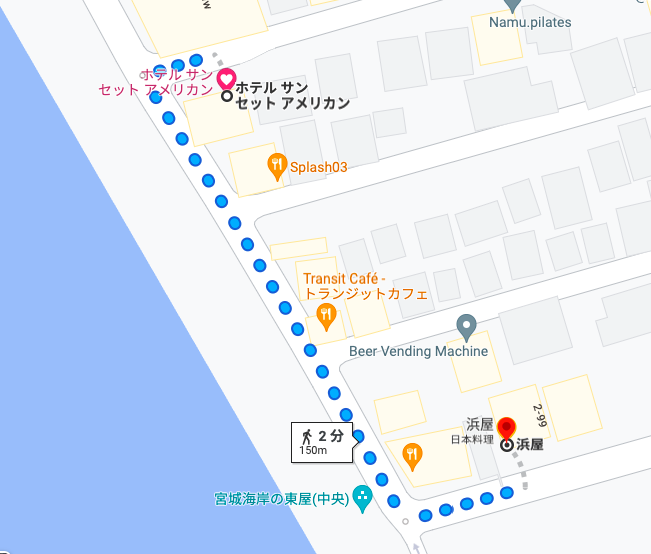 Namu.pilates
ホテル サン
セット アメリカン
ホテル サン
セット アメリカン
Splash03
Transit Café -
トランジットカフェ
Beer Vending Machine
2-99
浜屋
日本料理
浜屋
2 分
150m
宮城海岸の東屋(中央)